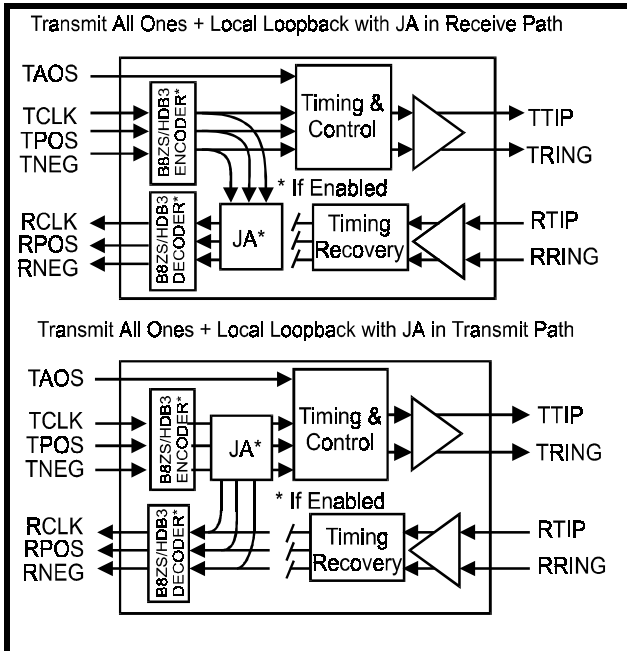 Transmit All Ones + Local Loopback with JA in Receive Path
TAOS
TCLK
TPOS
TNEG
B8ZS/HDB3
ENCODER*
Timing &
Control
TTIP
TRING
* If Enabled
RCLK
RPOS
RNEG
B8ZS/HDB3
DECODER*
JA*
Timing
Recovery
RTIP
RRING
Transmit All Ones + Local Loopback with JA in Transmit Path
TAOS
TCLK
TPOS
TNEG
B8ZS/HDB3
ENCODER*
JA*
Timing &
Control
TTIP
TRING
* If Enabled
RCLK
RPOS
RNEG
B8ZS/HDB3
DECODER*
Timing
Recovery
RTIP
RRING